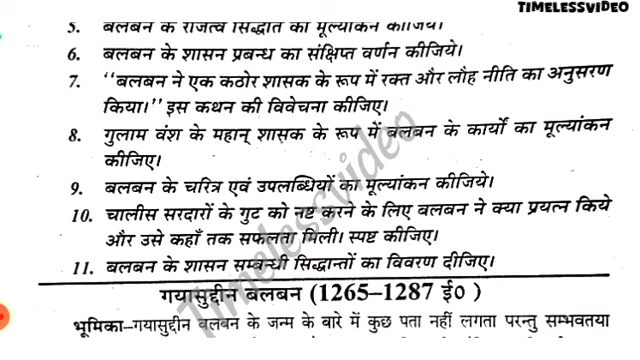 TIMELESSVIDEO
5. बलबन के राजत्व सिद्धांत का मूल्यांकन कीजिये।
6. बलबन के शासन प्रबन्ध का संक्षिप्त वर्णन कीजिये।
7. “बलबन ने एक कठोर शासक के रूप में रक्त और लौह नीति का अनुसरण
किया।” इस कथन की विवेचना कीजिए।
8. गुलाम वंश के महान् शासक के रूप में बलबन के कार्यों का मूल्यांकन
कीजिए।
9. बलबन के चरित्र एवं उपलब्धियों का मूल्यांकन कीजिये।
10. चालीस सरदारों के गुट को नष्ट करने के लिए बलबन ने क्या प्रयत्न किये
और उसे कहाँ तक सफलता मिली। स्पष्ट कीजिए।
11. बलबन के शासन सम्बन्धी सिद्धान्तों का विवरण दीजिए।
गयासुद्दीन बलबन (1265–1287 ई०)
भूमिका–गयासुद्दीन बलबन के जन्म के बारे में कुछ पता नहीं लगता परन्तु सम्भवतया
Timelessvideo